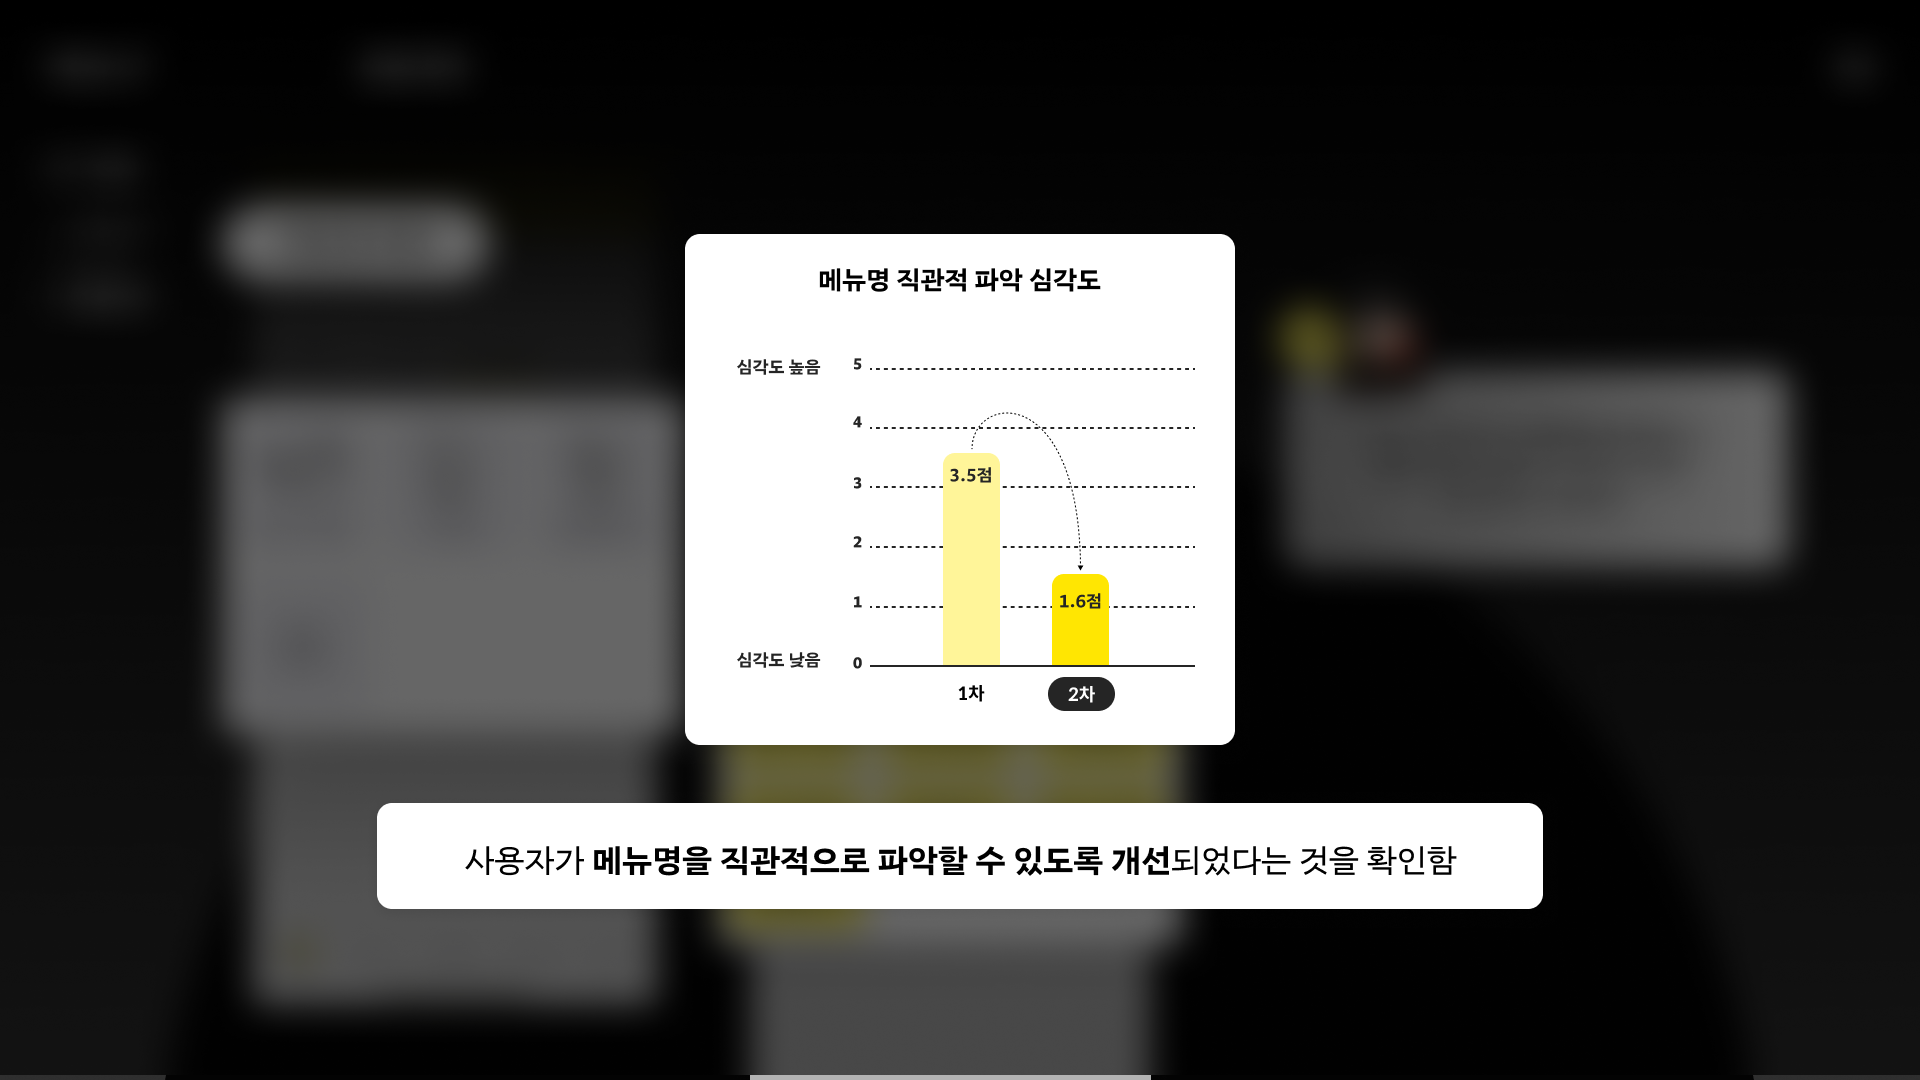 메뉴명 직관적 파악 심각도
심각도 높음 5
4
3.5점
3
2
1.6점
1
심각도 낮음 0
1차 2차
사용자가 메뉴명을 직관적으로 파악할 수 있도록 개선되었다는 것을 확인함